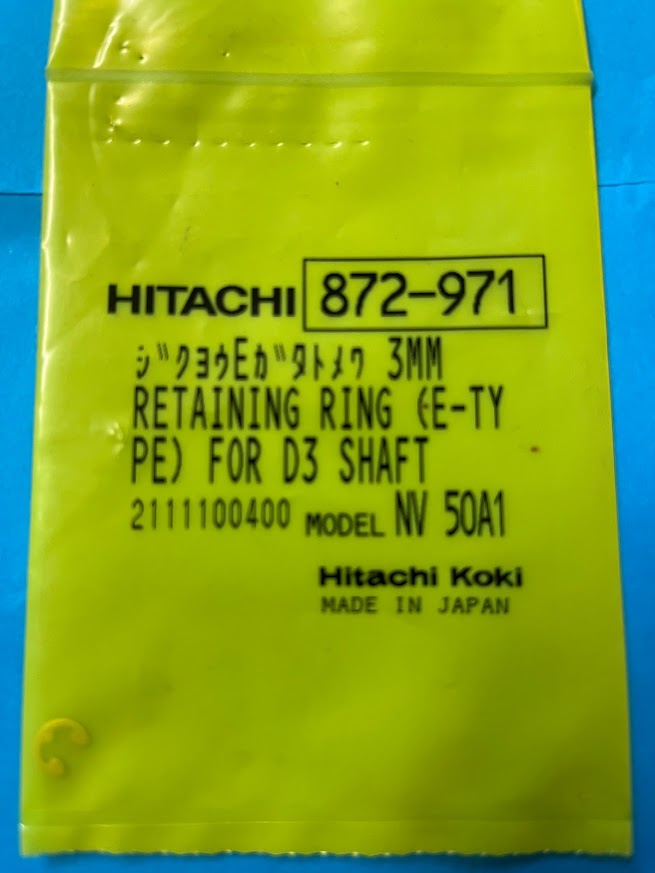 HITACHI 872-971
ｼﾞｸﾖｳEｶﾞﾀトﾒﾜ 3MM
RETAINING RING (E-TY
PE) FOR D3 SHAFT
2111100400 MODEL NV 50A1
Hitachi Koki
MADE IN JAPAN